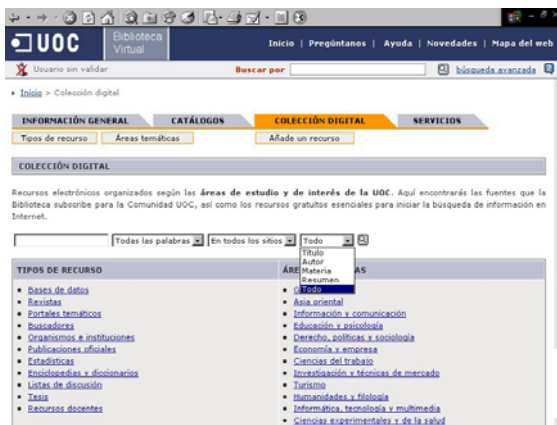 UOC
Biblioteca
Virtual
Inicio | Pregúntanos | Ayuda | Novedades | Mapa del web
Usuario sin validar
Buscar por
búsqueda avanzada
Inicio > Colección digital
INFORMACIÓN GENERAL CATÁLOGOS COLECCIÓN DIGITAL SERVICIOS
Tipos de recurso Áreas temáticas Añade un recurso
COLECCIÓN DIGITAL
Recursos electrónicos organizados según las áreas de estudio y de interés de la UOC. Aquí encontrarás las fuentes que la
Biblioteca subscribe para la Comunidad UOC, así como los recursos gratuitos esenciales para iniciar la búsqueda de información en
Internet.
Todas las palabras En todos los sitios Todo
Título
Autor
Materia
Resumen
Todo
TIPOS DE RECURSO
Bases de datos
Revistas
Portales temáticos
Buscadores
Organismos e instituciones
Publicaciones oficiales
Estadísticas
Enciclopedias y diccionarios
Listas de discusión
Tesis
Recursos docentes
Asia oriental
Información y comunicación
Educación y psicología
Derecho, políticas y sociología
Economía y empresa
Ciencias del trabajo
Investigación y técnicas de mercado
Turismo
Humanidades y filología
Informática, tecnología y multimedia
Ciencias experimentales y de la salud